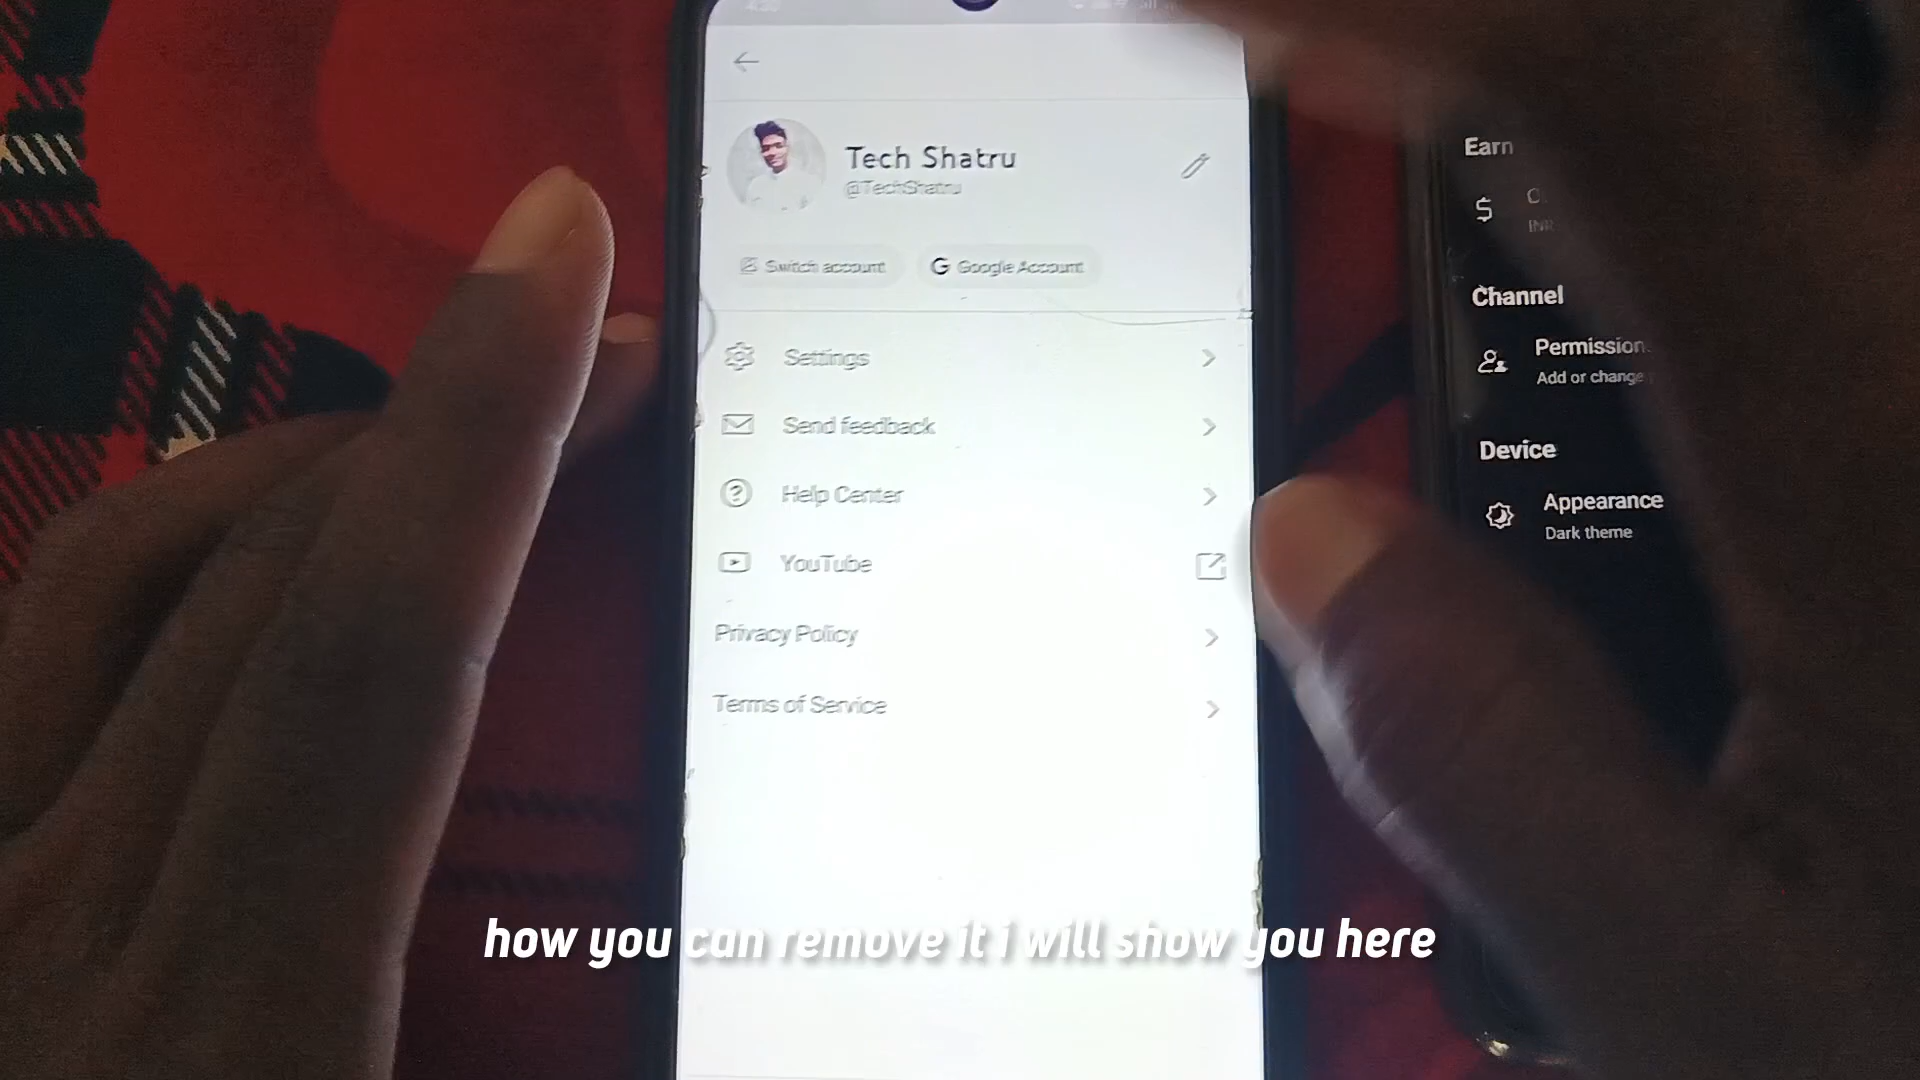 Tech Shatru
@TechShatru
Switch account
Google Account
Settings
Send feedback
Help Center
YouTube
Privacy Policy
Terms of Service
Earn
INR
Channel
Permission
Add or change
Device
Appearance
Dark theme
how you can remove it i will show you here